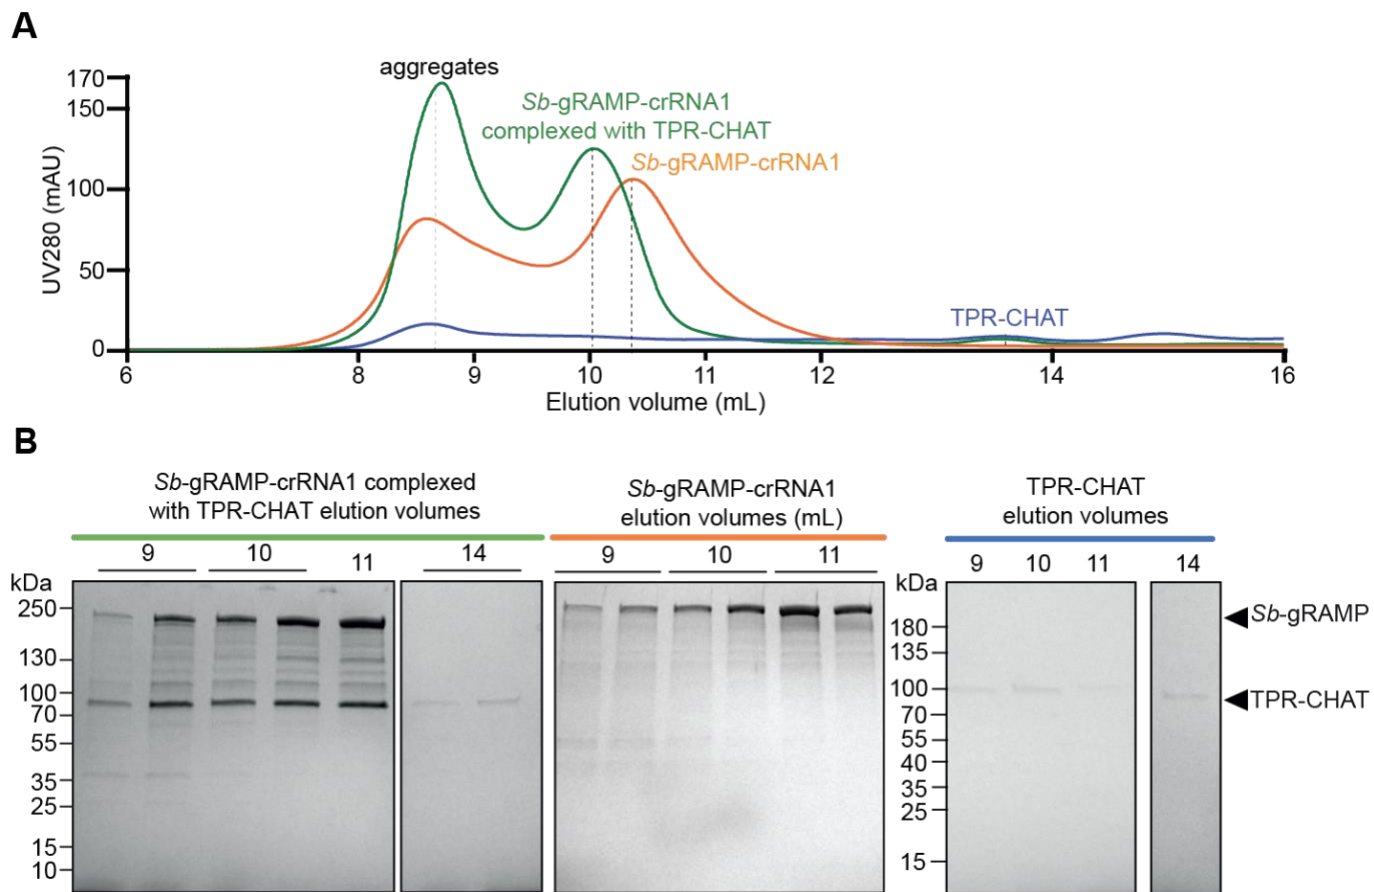 A
aggregates
Sb-gRAMP-crRNA1
complexed with TPR-CHAT
Sb-gRAMP-crRNA1
TPR-CHAT
UV280 (mAU)
170
150
100
50
0
6 8 9 10 11 12 14 16
Elution volume (mL)
B
Sb-gRAMP-crRNA1 complexed
with TPR-CHAT elution volumes
Sb-gRAMP-crRNA1
elution volumes (mL)
TPR-CHAT
elution volumes
9 10 11 14
9 10 11
9 10 11 14
kDa
250
130
100
70
55
35
25
15
10
kDa
180
135
100
70
55
40
35
25
15
Sb-gRAMP
TPR-CHAT